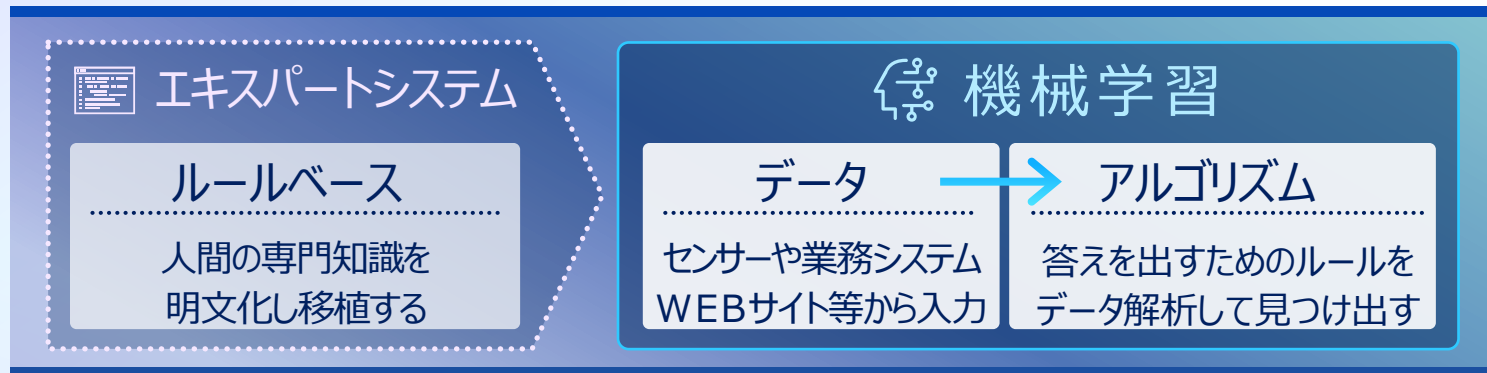 エキスパートシステム
ルールベース
人間の専門知識を
明文化し移植する
機械学習
データ
センサーや業務システム
WEBサイト等から入力
アルゴリズム
答えを出すためのルールを
データ解析して見つけ出す